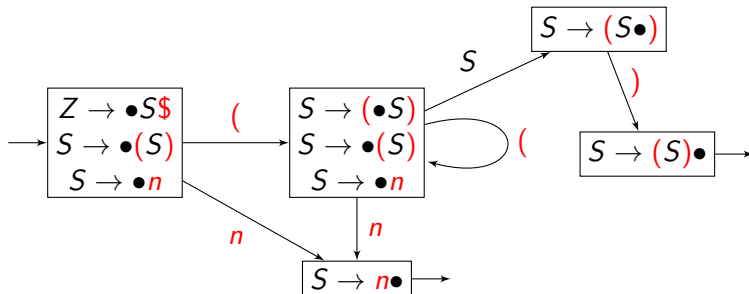 S → (S•)
S
)
Z → •S$
S → •(S)
S → •n
(
S → (•S)
S → •(S)
S → •n
(
S → (S)•
n
n
S → n•